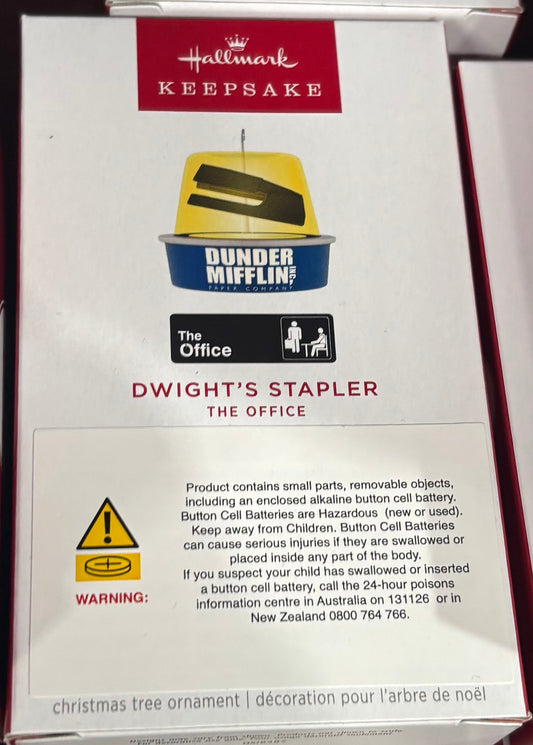 Hallmark
KEEPSAKE
DUNDER
MIFFLIN INC.
PAPER COMPANY
The
Office
DWIGHT'S STAPLER
THE OFFICE
Product contains small parts, removable objects,
including an enclosed alkaline button cell battery.
Button Cell Batteries are Hazardous (new or used).
Keep away from Children. Button Cell Batteries
can cause serious injuries if they are swallowed or
placed inside any part of the body.
If you suspect your child has swallowed or inserted
a button cell battery, call the 24-hour poisons
information centre in Australia on 131126 or in
New Zealand 0800 764 766.
WARNING:
christmas tree ornament | décoration pour l'arbre de noël